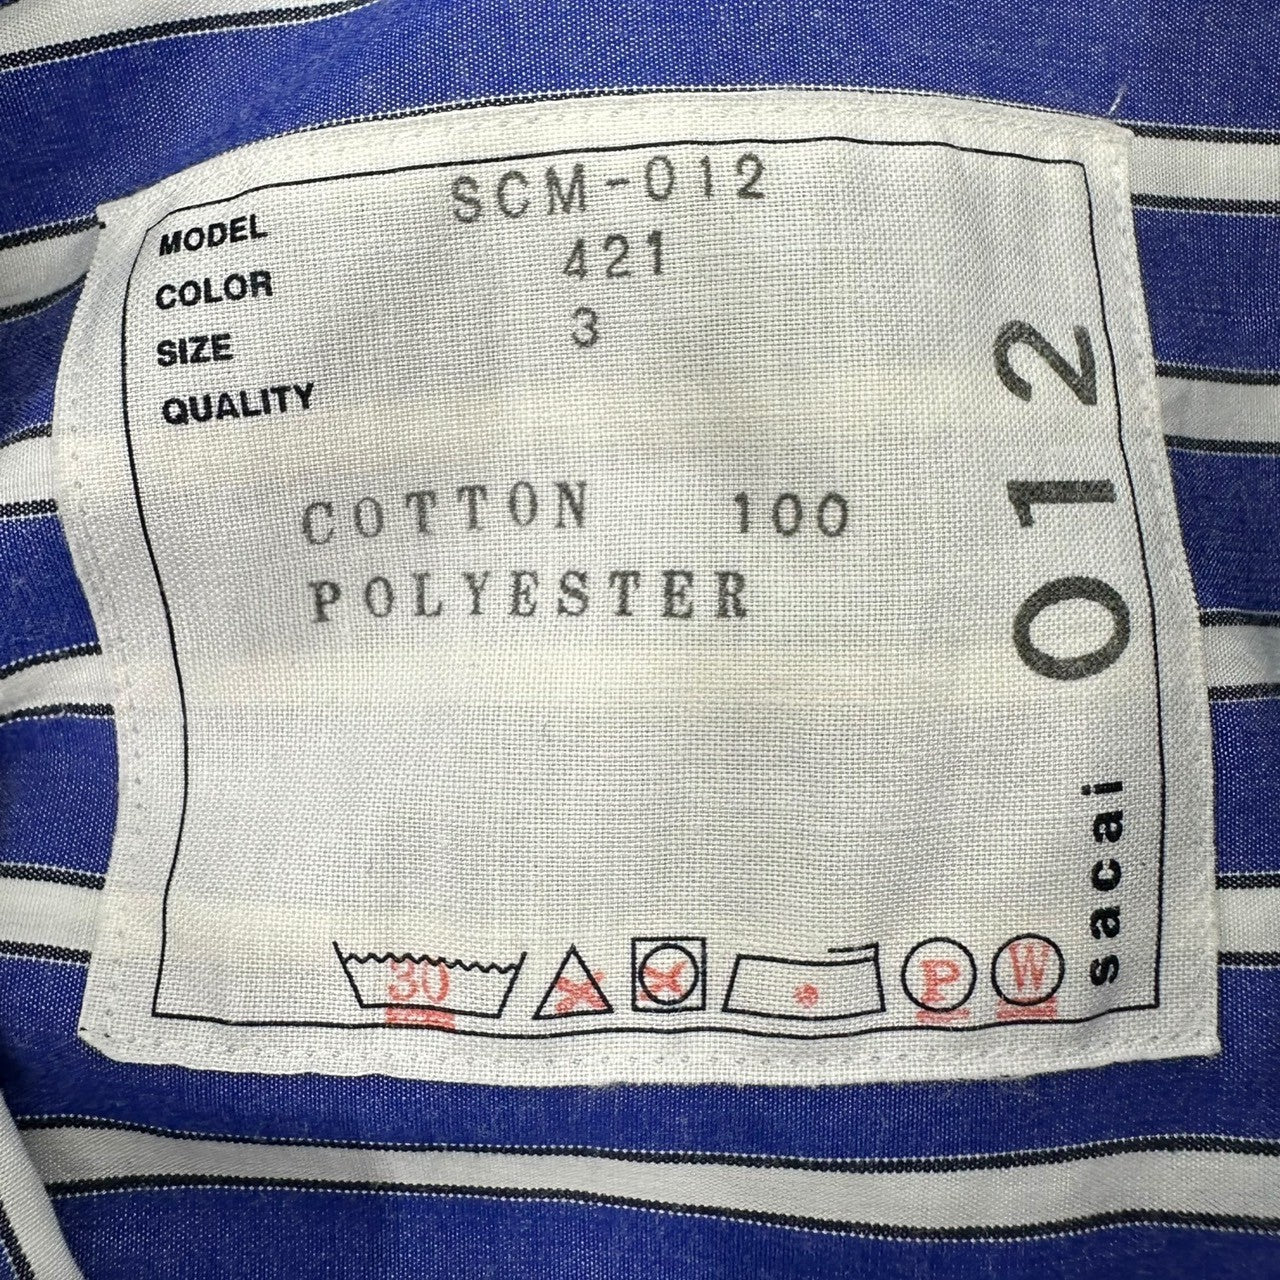 MODEL SCM-012
COLOR 421
SIZE 3
QUALITY
COTTON 100
POLYESTER
30
P
W
sacai 012